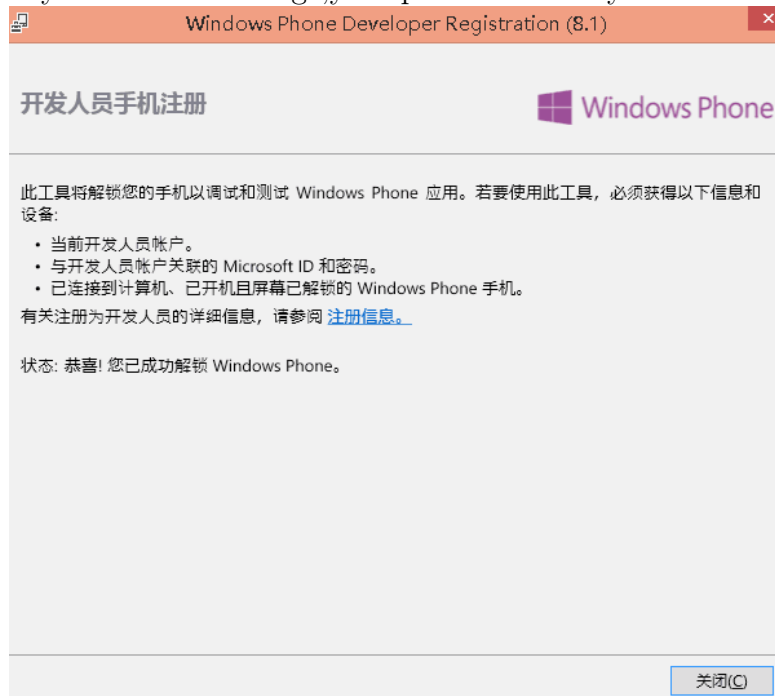 Windows Phone Developer Registration (8.1)
开发人员手机注册
Windows Phone
此工具将解锁您的手机以调试和测试 Windows Phone 应用。若要使用此工具，必须获得以下信息和
设备:
• 当前开发人员帐户。
• 与开发人员帐户关联的 Microsoft ID 和密码。
• 已连接到计算机、已开机且屏幕已解锁的 Windows Phone 手机。
有关注册为开发人员的详细信息，请参阅 注册信息。
状态: 恭喜! 您已成功解锁 Windows Phone。
关闭(C)